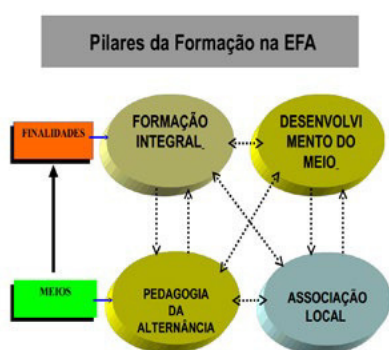 Pilares da Formação na EFA
FINALIDADES
FORMAÇÃO
INTEGRAL
DESENVOLVI
MENTO DO
MEIO
MEIOS
PEDAGOGIA
DA
ALTERNÂNCIA
ASSOCIAÇÃO
LOCAL